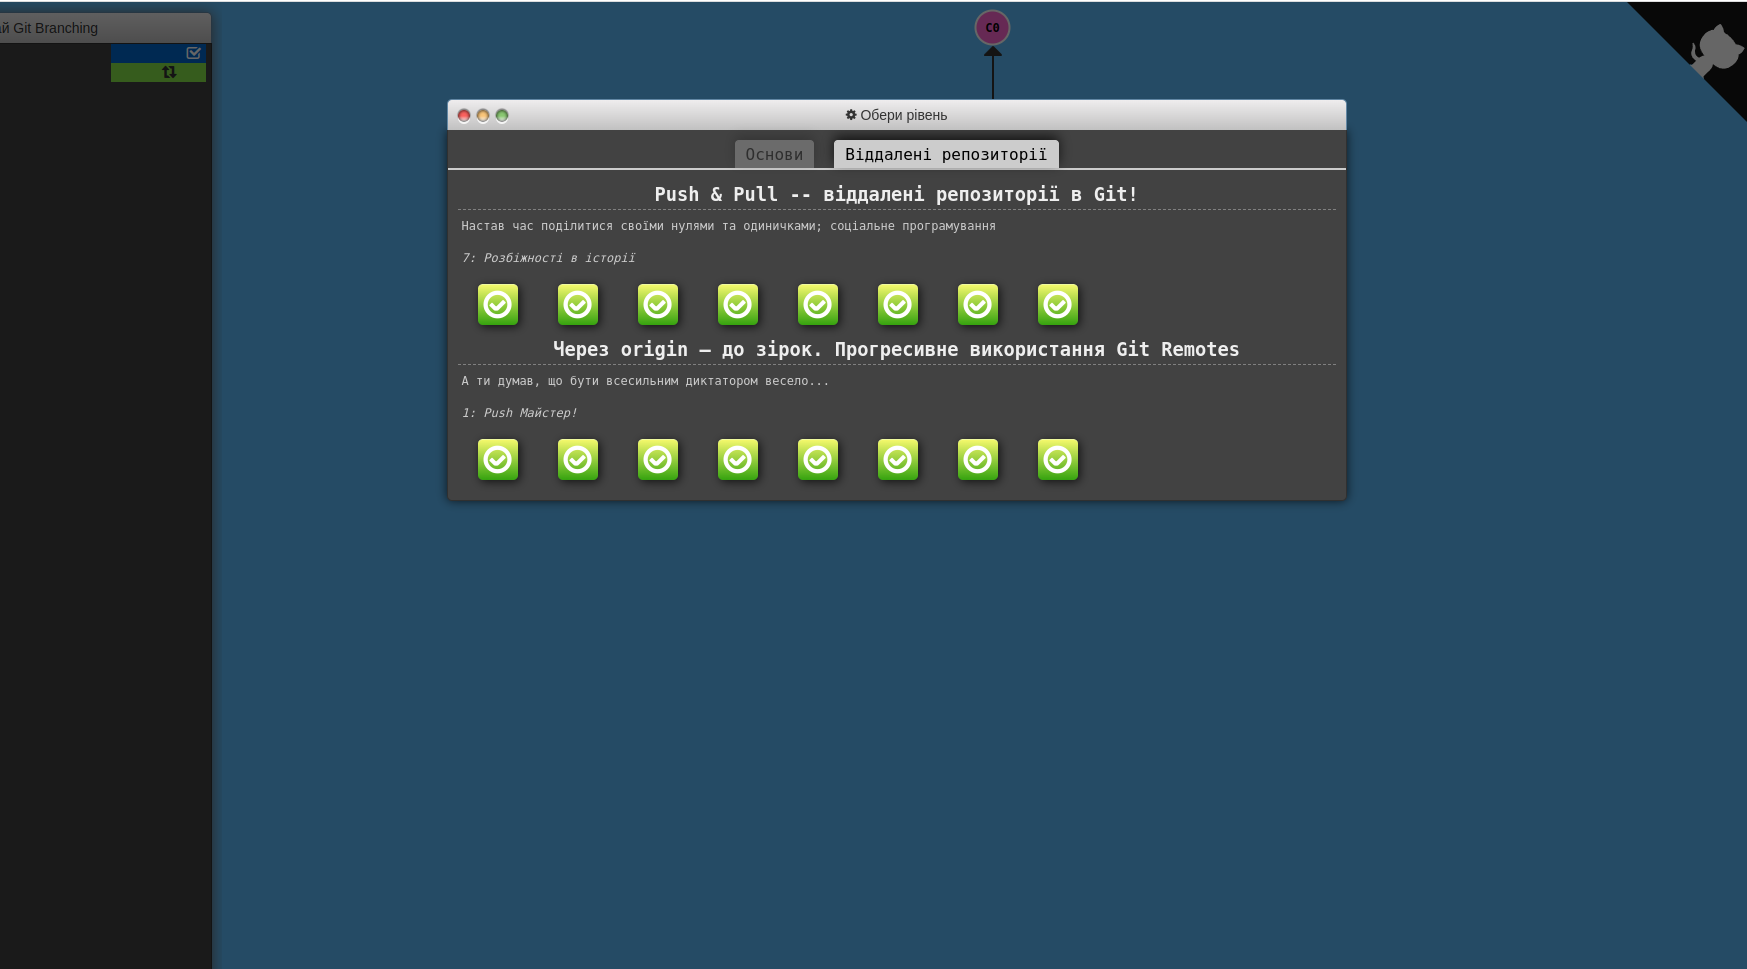 й Git Branching
C0
Обери рівень
Основи
Віддалені репозиторії
Push & Pull -- віддалені репозиторії в Git!
Настав час поділитися своїми нулями та одиничками; соціальне програмування
7: Розбіжності в історії
Через origin – до зірок. Прогресивне використання Git Remotes
А ти думав, що бути всесильним диктатором весело...
1: Push Майстер!